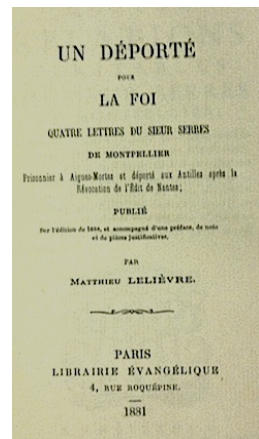 UN DÉPORTÉ
POUR
LA FOI
QUATRE LETTRES DU SIEUR SERRES
DE MONTPELLIER
Prisonnier à Aigues-Mortes et déporté aux Antilles après la
Révocation de l'Édit de Nantes;
PUBLIÉ
Sur l'édition de 1688, et accompagné d'une préface, de notes
et de pièces justificatives,
PAR
MATTHIEU LELIÈVRE.
PARIS
LIBRAIRIE ÉVANGÉLIQUE
4, RUE ROQUÉPINE.
1881